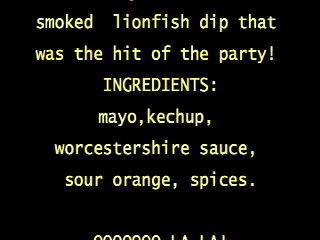 smoked lionfish dip that
was the hit of the party!
INGREDIENTS:
mayo,kechup,
worcestershire sauce,
sour orange, spices.